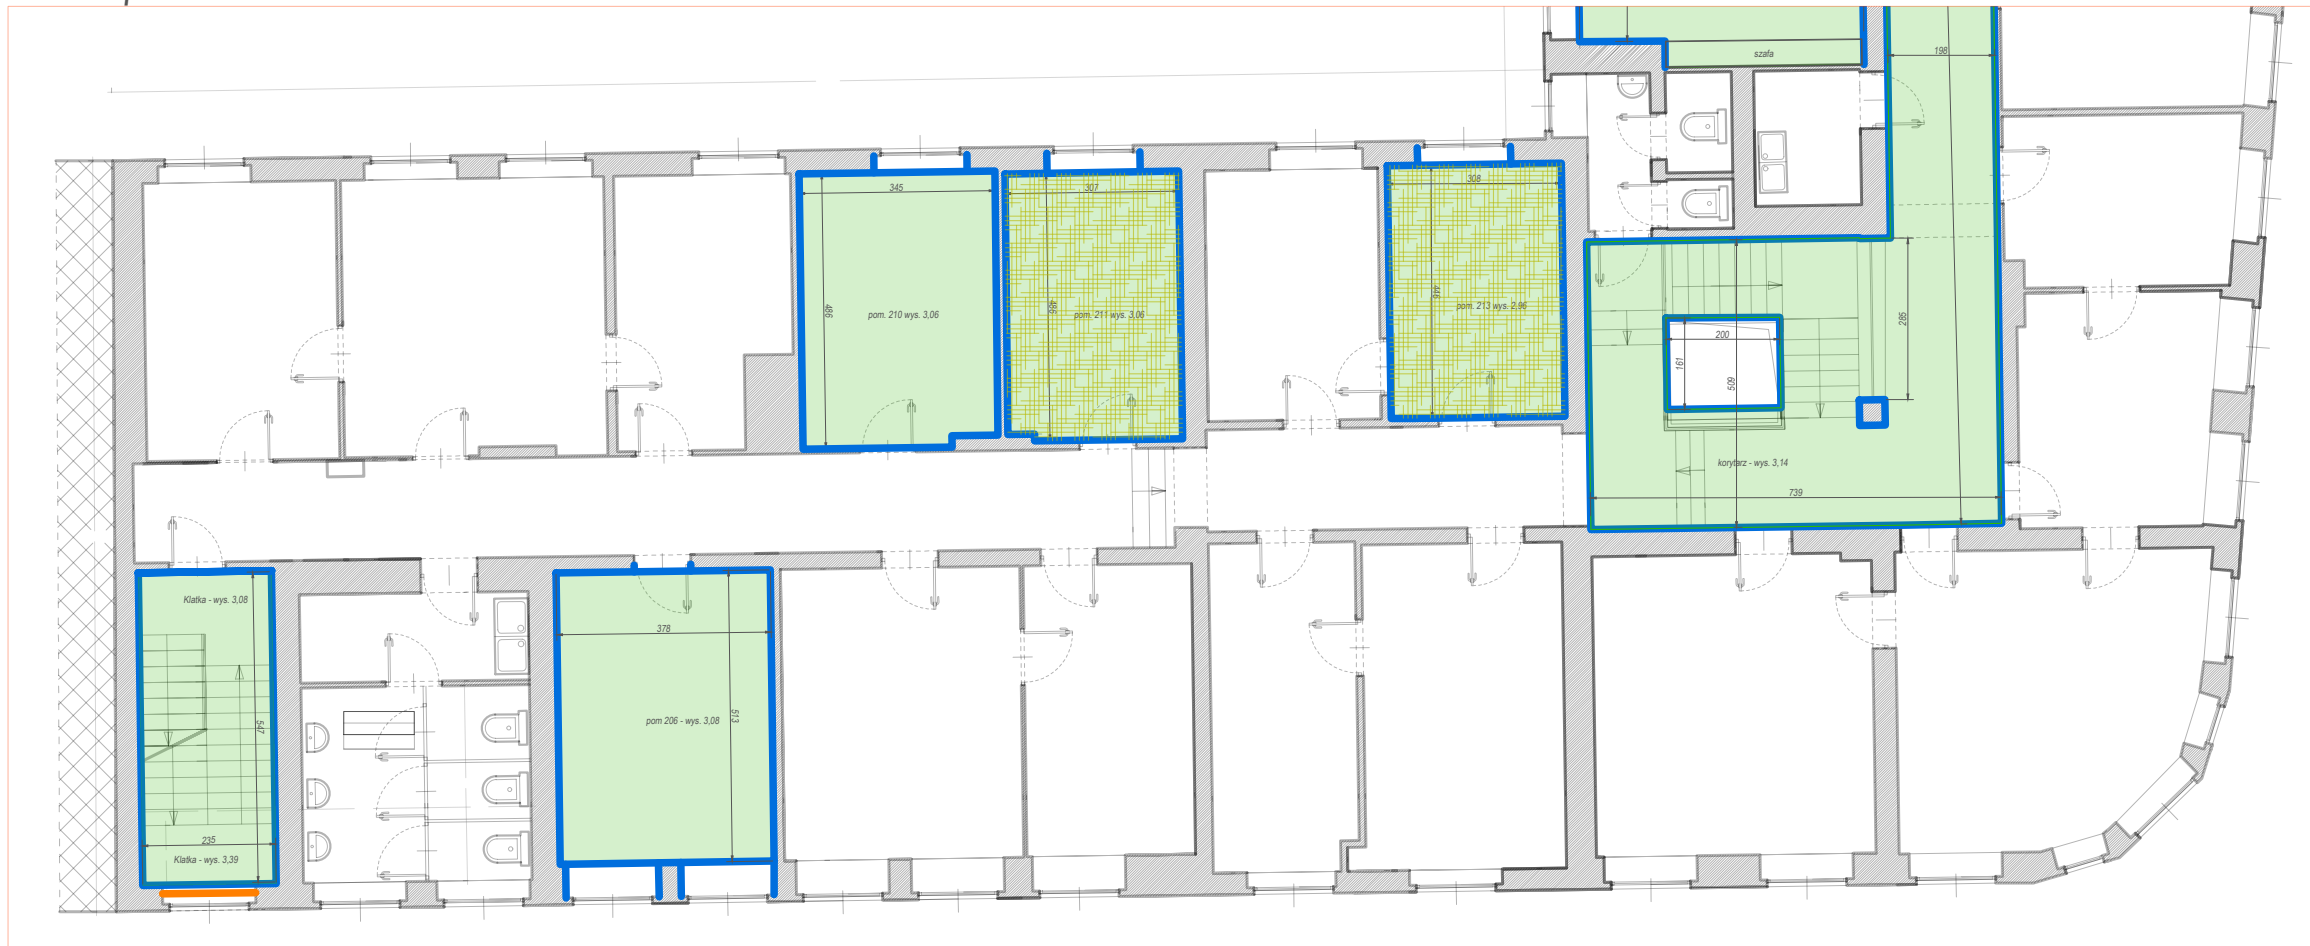 szafa
198
345
307
308
486
pom. 210 wys. 3,06
486
pom. 211 wys. 3,06
446
pom. 213 wys. 2,96
285
200
161
509
korytarz - wys. 3,14
739
Klatka - wys. 3,08
547
235
Klatka - wys. 3,39
378
513
pom 206 - wys. 3,08